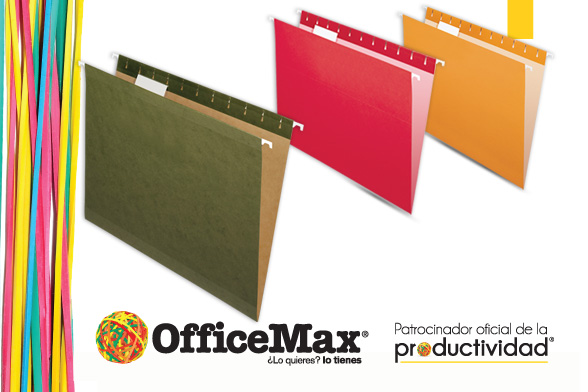 OfficeMax®
¿Lo quieres? lo tienes
Patrocinador oficial de la
productividad®